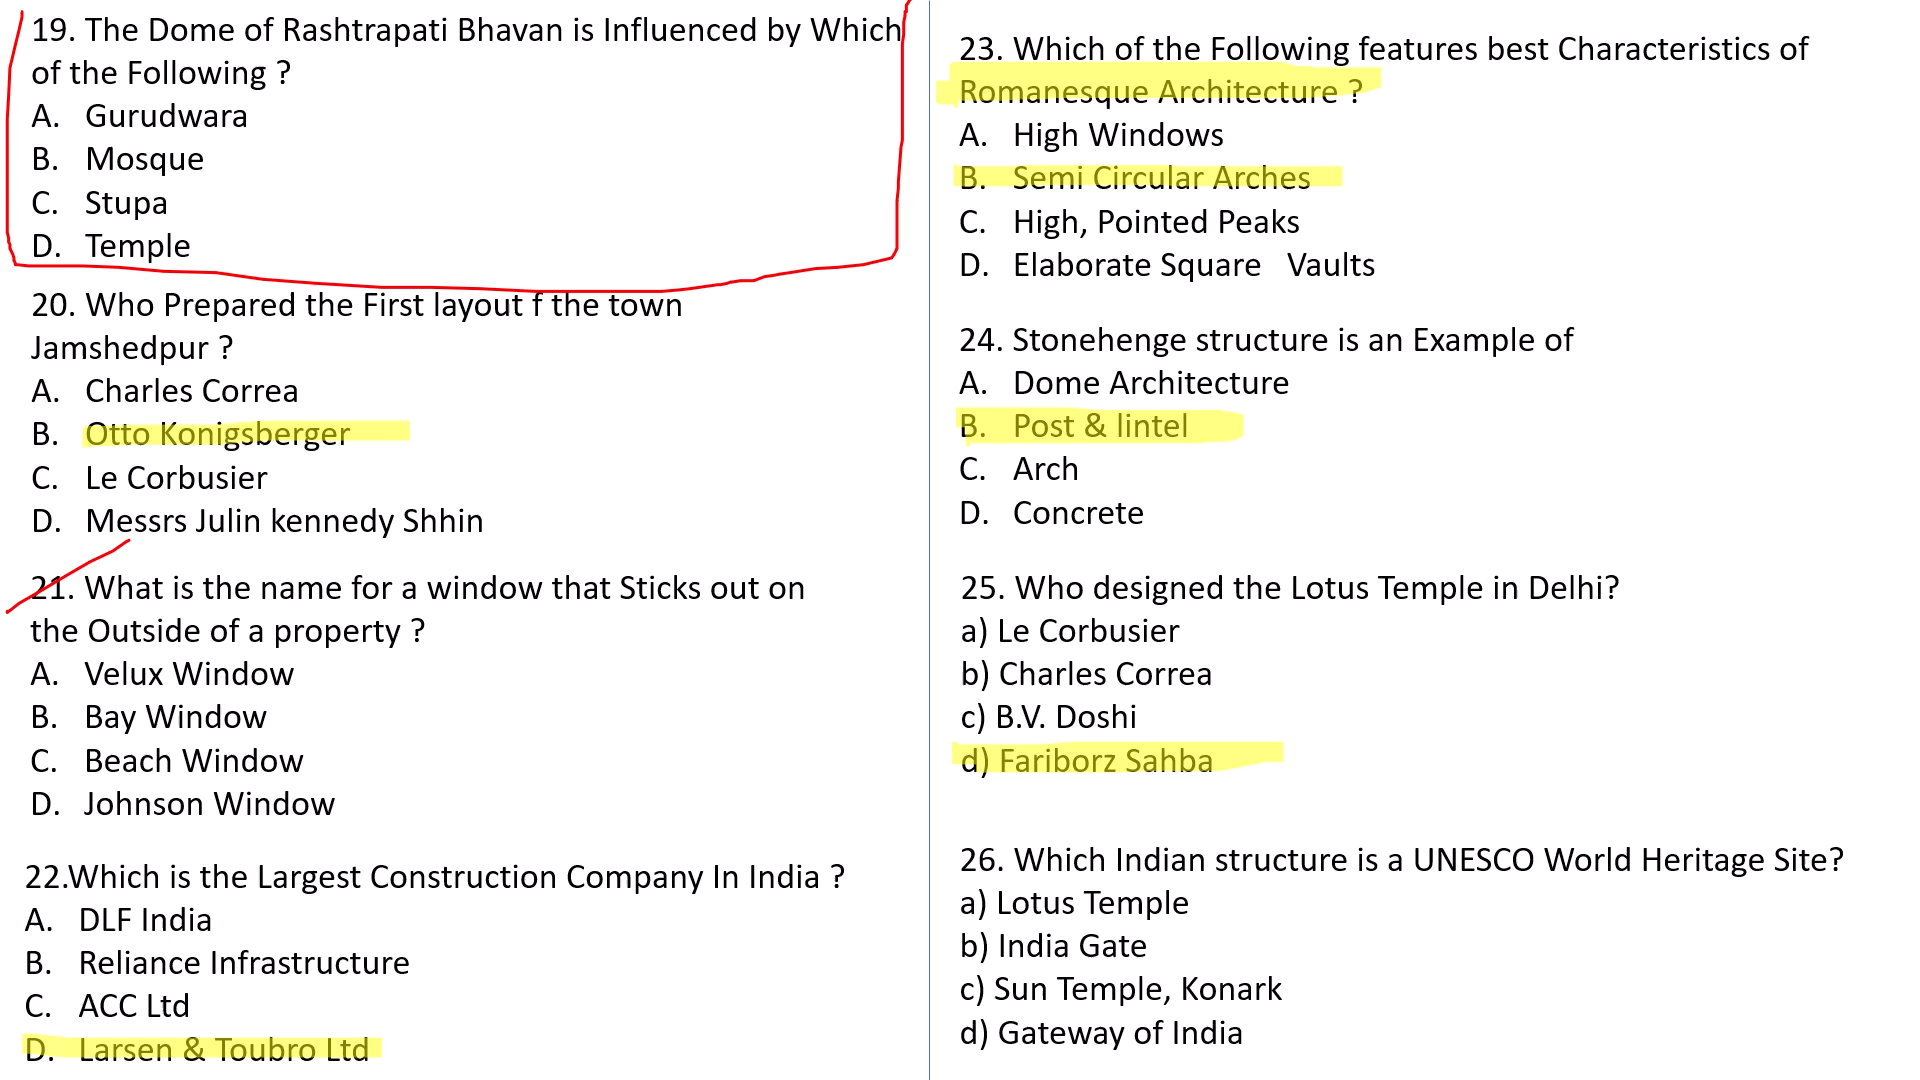 19. The Dome of Rashtrapati Bhavan is Influenced by Which
of the Following ?
A. Gurudwara
B. Mosque
C. Stupa
D. Temple
20. Who Prepared the First layout f the town
Jamshedpur ?
A. Charles Correa
B. Otto Konigsberger
C. Le Corbusier
D. Messrs Julin kennedy Shhin
21. What is the name for a window that Sticks out on
the Outside of a property ?
A. Velux Window
B. Bay Window
C. Beach Window
D. Johnson Window
22.Which is the Largest Construction Company In India ?
A. DLF India
B. Reliance Infrastructure
C. ACC Ltd
D. Larsen & Toubro Ltd
23. Which of the Following features best Characteristics of
Romanesque Architecture ?
A. High Windows
B. Semi Circular Arches
C. High, Pointed Peaks
D. Elaborate Square Vaults
24. Stonehenge structure is an Example of
A. Dome Architecture
B. Post & lintel
C. Arch
D. Concrete
25. Who designed the Lotus Temple in Delhi?
a) Le Corbusier
b) Charles Correa
c) B.V. Doshi
d) Fariborz Sahba
26. Which Indian structure is a UNESCO World Heritage Site?
a) Lotus Temple
b) India Gate
c) Sun Temple, Konark
d) Gateway of India